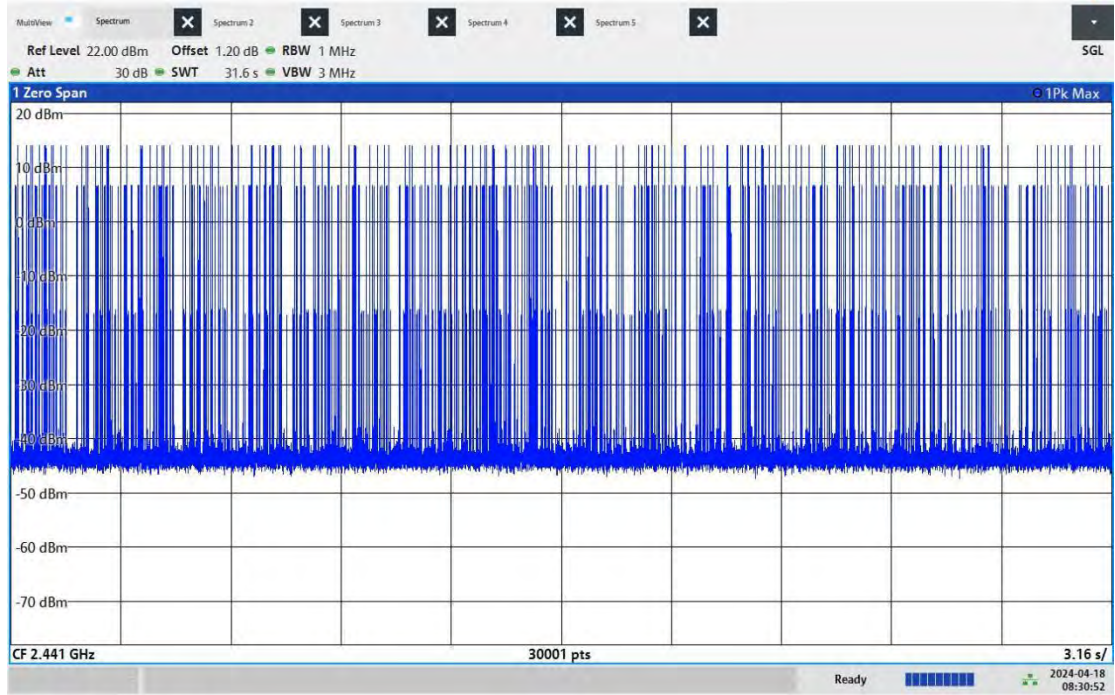 MultiView Spectrum Spectrum 2 Spectrum 3 Spectrum 4 Spectrum 5
Ref Level 22.00 dBm Offset 1.20 dB RBW 1 MHz SGL
Att 30 dB SWT 31.6 s VBW 3 MHz
1 Zero Span 1Pk Max
20 dBm
10 dBm
0 dBm
-10 dBm
-20 dBm
-30 dBm
-40 dBm
-50 dBm
-60 dBm
-70 dBm
CF 2.441 GHz 30001 pts 3.16 s/
Ready 2024-04-18
08:30:52